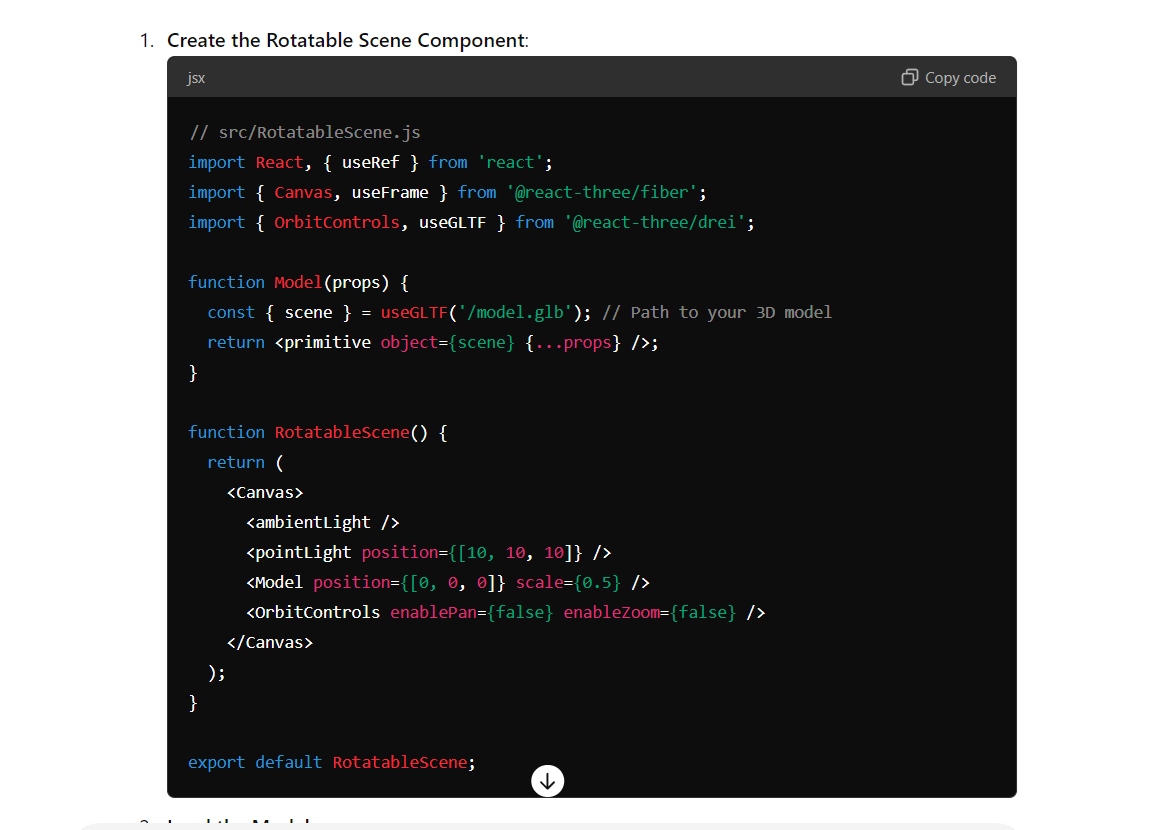 1. Create the Rotatable Scene Component:
jsx
Copy code
// src/RotatableScene.js
import React, { useRef } from 'react';
import { Canvas, useFrame } from '@react-three/fiber';
import { OrbitControls, useGLTF } from '@react-three/drei';
function Model(props) {
  const { scene } = useGLTF('/model.glb'); // Path to your 3D model
  return <primitive object={scene} {...props} />;
}
function RotatableScene() {
  return (
    <Canvas>
      <ambientLight />
      <pointLight position={[10, 10, 10]} />
      <Model position={[0, 0, 0]} scale={0.5} />
      <OrbitControls enablePan={false} enableZoom={false} />
    </Canvas>
  );
}
export default RotatableScene;